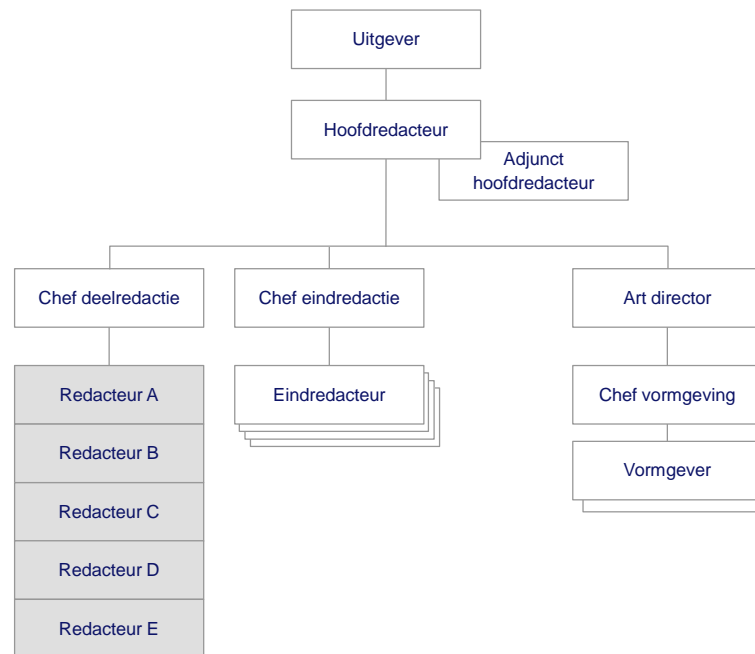 Uitgever
Hoofdredacteur
Adjunct
hoofdredacteur
Chef deelredactie
Chef eindredactie
Art director
Redacteur A
Eindredacteur
Chef vormgeving
Redacteur B
Vormgever
Redacteur C
Redacteur D
Redacteur E